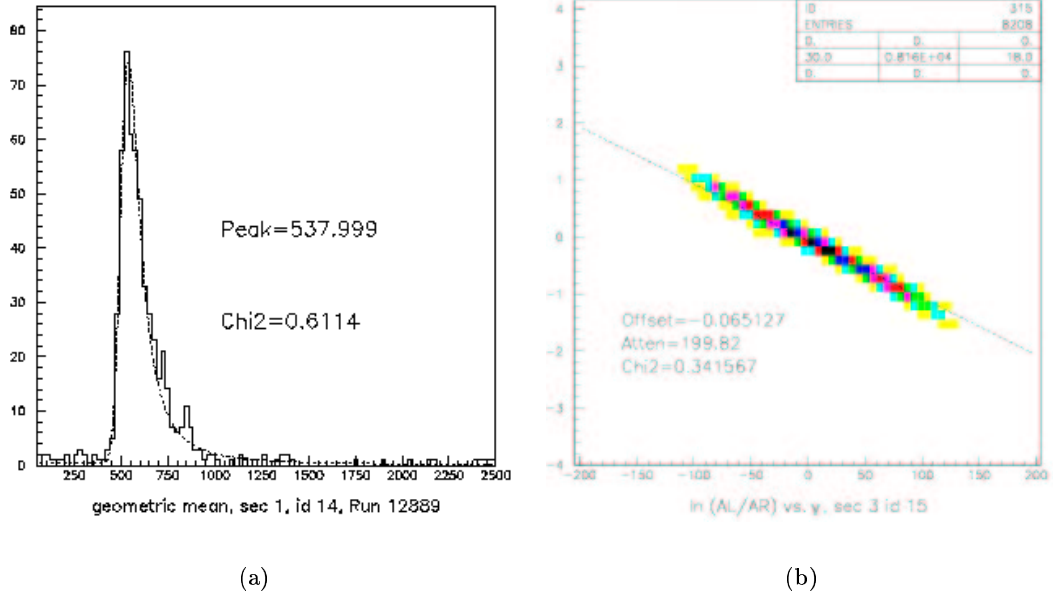 80
70
60
50
40
30
20
10
0
Peak=537.999
Chi2=0.6114
250 500 750 1000 1250 1500 1750 2000 2250 2500
geometric mean, sec 1, id 14, Run 12889
(a)
ID 315
ENTRIES 8208
0. 0. 0.
30.0 0.816E+04 18.0
0. 0. 0.
4
3
2
1
0
-1
-2
-3
-4
Offset=-0.065127
Atten=199.82
Chi2=0.341567
-200 -150 -100 -50 0 50 100 150 200
ln (AL/AR) vs. y, sec 3 id 15
(b)